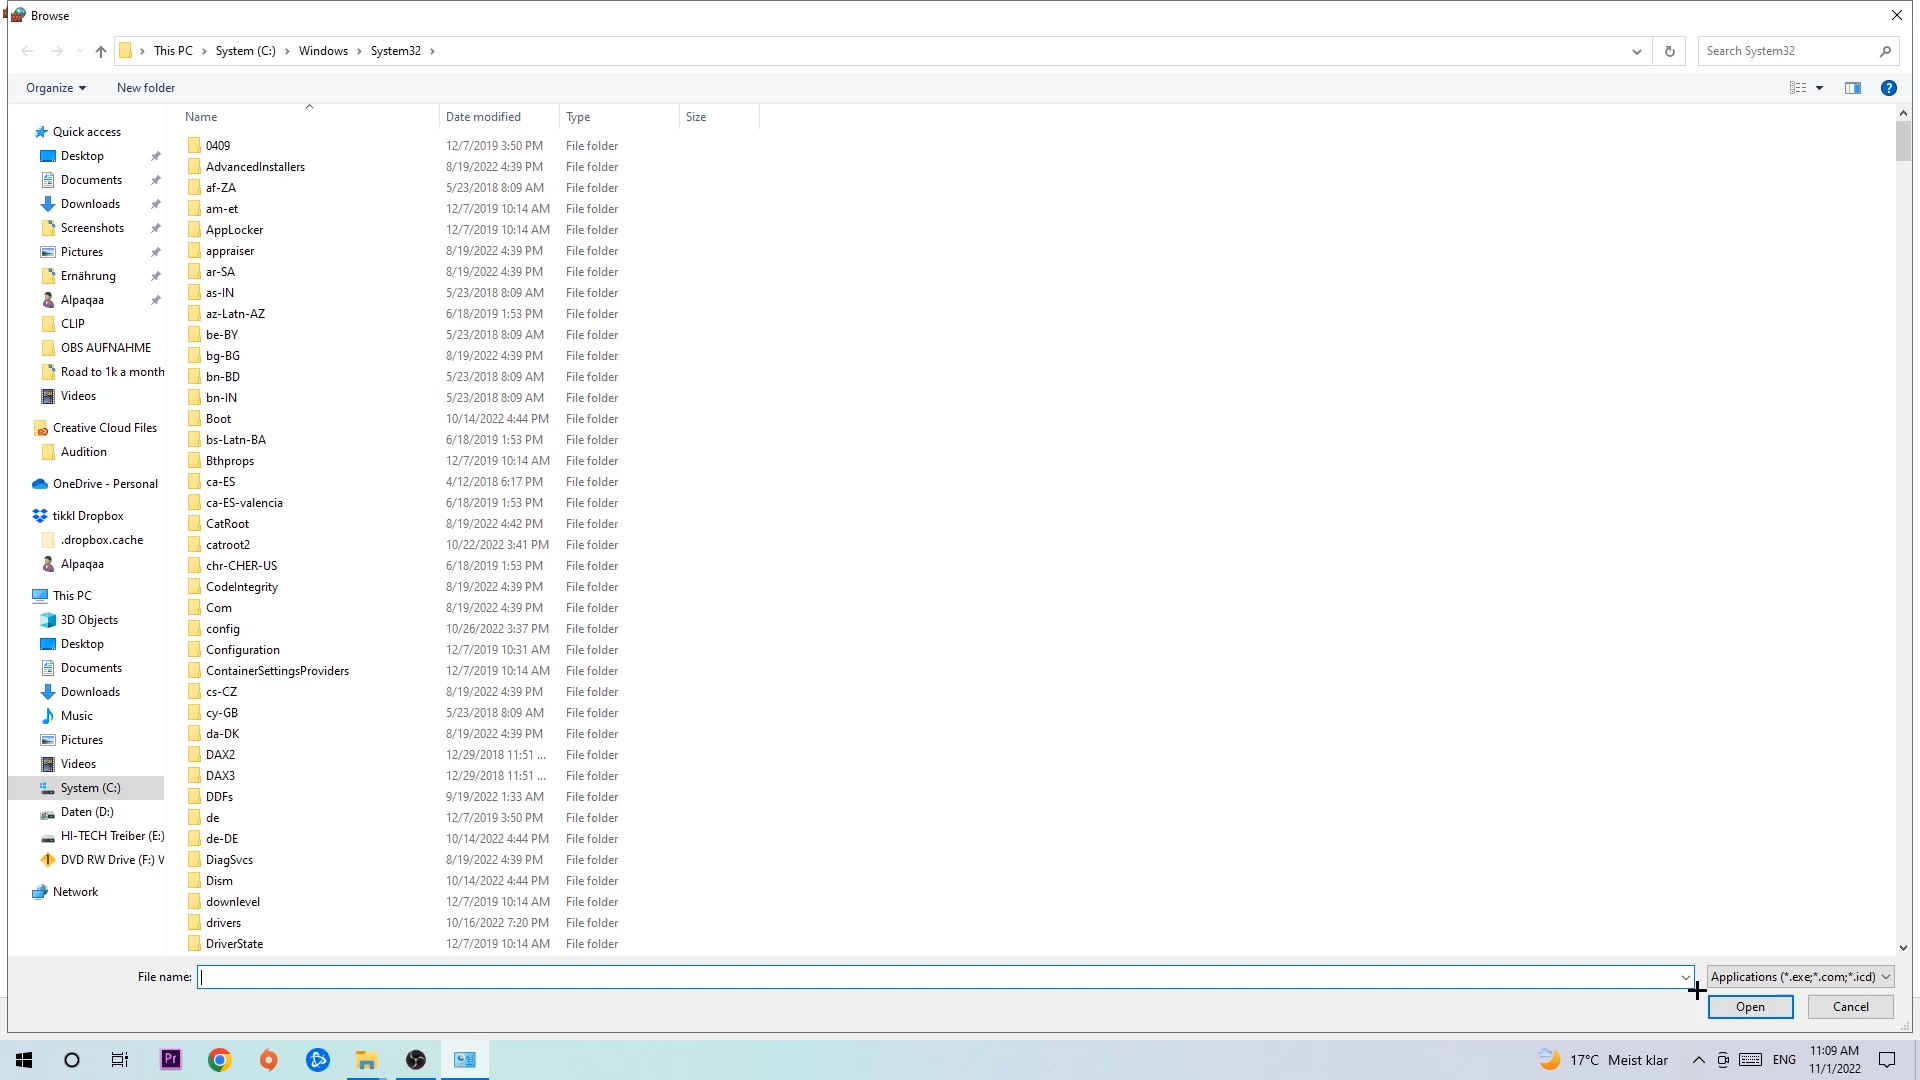 Browse
This PC > System (C:) > Windows > System32 >
Search System32
Organize
New folder
Name Date modified Type Size
Quick access
Desktop
Documents
Downloads
Screenshots
Pictures
Ernährung
Alpaqaa
CLIP
OBS AUFNAHME
Road to 1k a month
Videos
Creative Cloud Files
Audition
OneDrive - Personal
tikkl Dropbox
.dropbox.cache
Alpaqaa
This PC
3D Objects
Desktop
Documents
Downloads
Music
Pictures
Videos
System (C:)
Daten (D:)
HI-TECH Treiber (E:)
DVD RW Drive (F:) V
Network
0409 12/7/2019 3:50 PM File folder
AdvancedInstallers 8/19/2022 4:39 PM File folder
af-ZA 5/23/2018 8:09 AM File folder
am-et 12/7/2019 10:14 AM File folder
AppLocker 12/7/2019 10:14 AM File folder
appraiser 8/19/2022 4:39 PM File folder
ar-SA 8/19/2022 4:39 PM File folder
as-IN 5/23/2018 8:09 AM File folder
az-Latn-AZ 6/18/2019 1:53 PM File folder
be-BY 5/23/2018 8:09 AM File folder
bg-BG 8/19/2022 4:39 PM File folder
bn-BD 5/23/2018 8:09 AM File folder
bn-IN 5/23/2018 8:09 AM File folder
Boot 10/14/2022 4:44 PM File folder
bs-Latn-BA 6/18/2019 1:53 PM File folder
Bthprops 12/7/2019 10:14 AM File folder
ca-ES 4/12/2018 6:17 PM File folder
ca-ES-valencia 6/18/2019 1:53 PM File folder
CatRoot 8/19/2022 4:42 PM File folder
catroot2 10/22/2022 3:41 PM File folder
chr-CHER-US 6/18/2019 1:53 PM File folder
CodeIntegrity 8/19/2022 4:39 PM File folder
Com 8/19/2022 4:39 PM File folder
config 10/26/2022 3:37 PM File folder
Configuration 12/7/2019 10:31 AM File folder
ContainerSettingsProviders 12/7/2019 10:14 AM File folder
cs-CZ 8/19/2022 4:39 PM File folder
cy-GB 5/23/2018 8:09 AM File folder
da-DK 8/19/2022 4:39 PM File folder
DAX2 12/29/2018 11:51 ... File folder
DAX3 12/29/2018 11:51 ... File folder
DDFs 9/19/2022 1:33 AM File folder
de 12/7/2019 3:50 PM File folder
de-DE 10/14/2022 4:44 PM File folder
DiagSvcs 8/19/2022 4:39 PM File folder
Dism 10/14/2022 4:44 PM File folder
downlevel 12/7/2019 10:14 AM File folder
drivers 10/16/2022 7:20 PM File folder
DriverState 12/7/2019 10:14 AM File folder
File name:
Applications (*.exe;*.com;*.icd)
Open
Cancel
Pr
17°C Meist klar
ENG
11:09 AM
11/1/2022